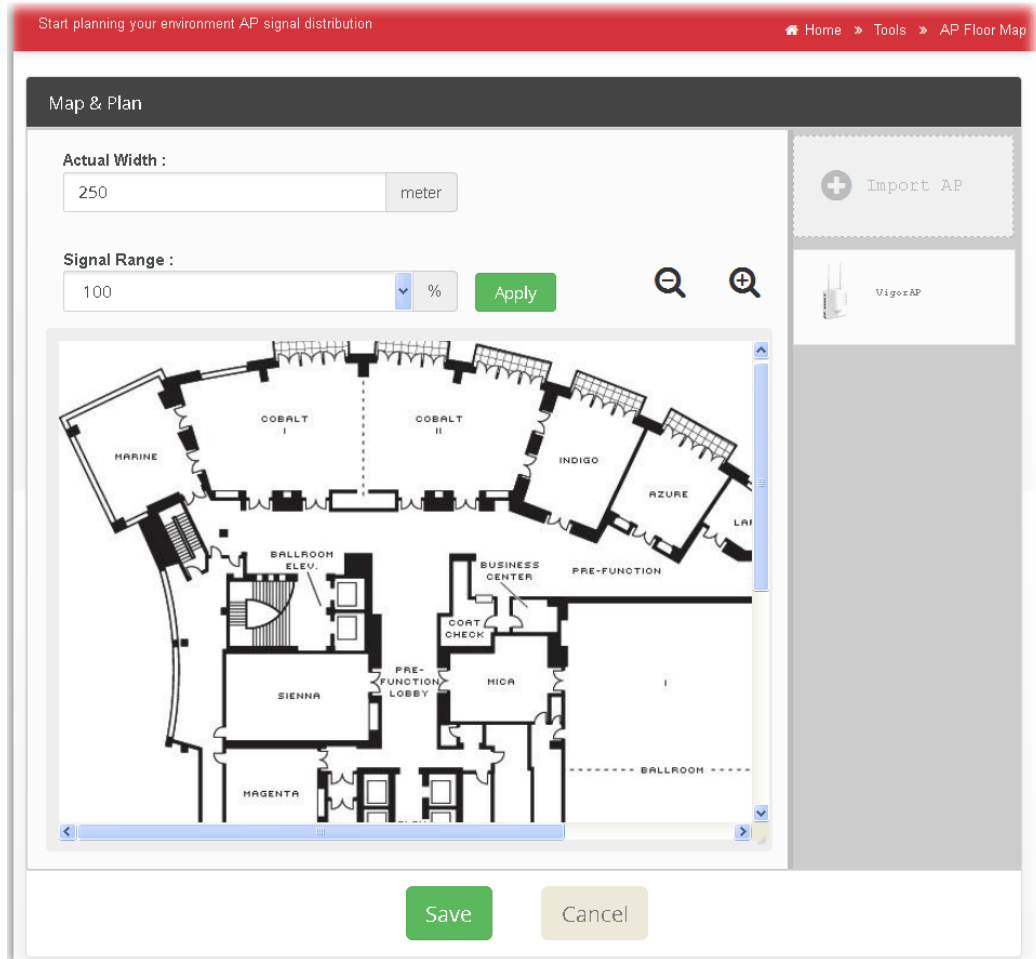 Start planning your environment AP signal distribution
Home » Tools » AP Floor Map
Map & Plan
Actual Width :
250 meter
Import AP
Signal Range :
100 %
Apply
VigorAP
COBALT
I
COBALT
II
MARINE
INDIGO
AZURE
LAP
BALLROOM
ELEV.
BUSINESS
CENTER
PRE-FUNCTION
COAT
CHECK
PRE-
FUNCTION
LOBBY
SIENNA
MICA
I
BALLROOM
MAGENTA
Save
Cancel